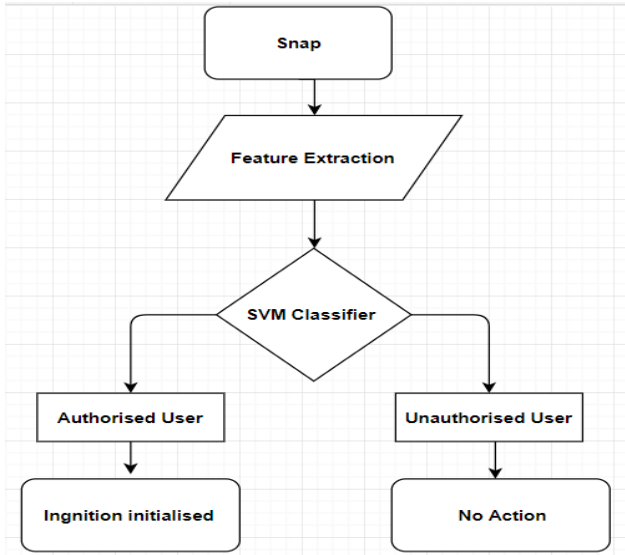 Snap
Feature Extraction
SVM Classifier
Authorised User
Unauthorised User
Ingnition initialised
No Action